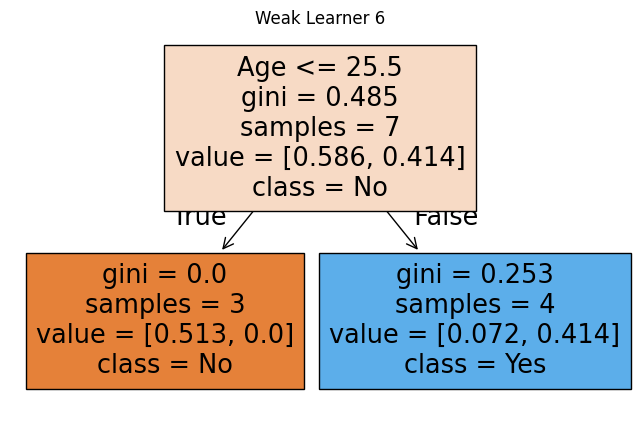 Weak Learner 6
Age <= 25.5
gini = 0.485
samples = 7
value = [0.586, 0.414]
class = No
True
False
gini = 0.0
samples = 3
value = [0.513, 0.0]
class = No
gini = 0.253
samples = 4
value = [0.072, 0.414]
class = Yes